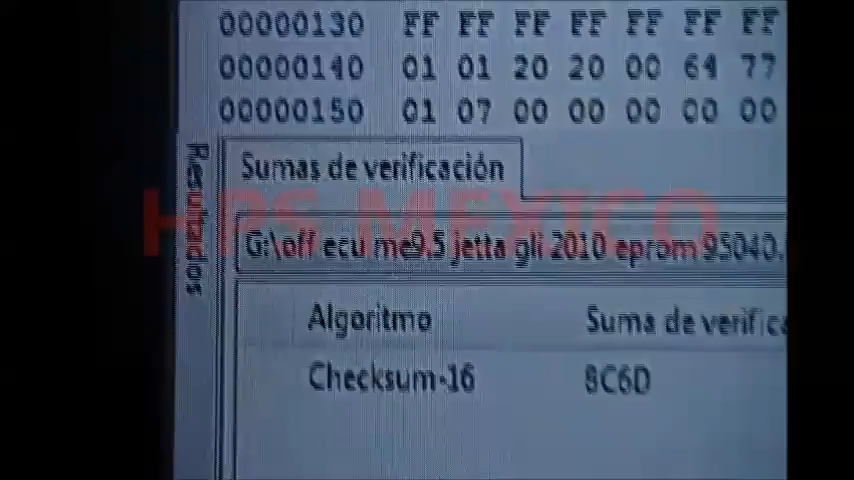 00000130 FF FF FF FF FF FF FF
00000140 01 01 20 20 00 64 77
00000150 01 07 00 00 00 00 00
Resultados
Sumas de verificación
HPS MEXICO
G:\off ecu me9.5 jetta gli 2010 eprom 95040.
Algoritmo Suma de verifica
Checksum-16 8C6D